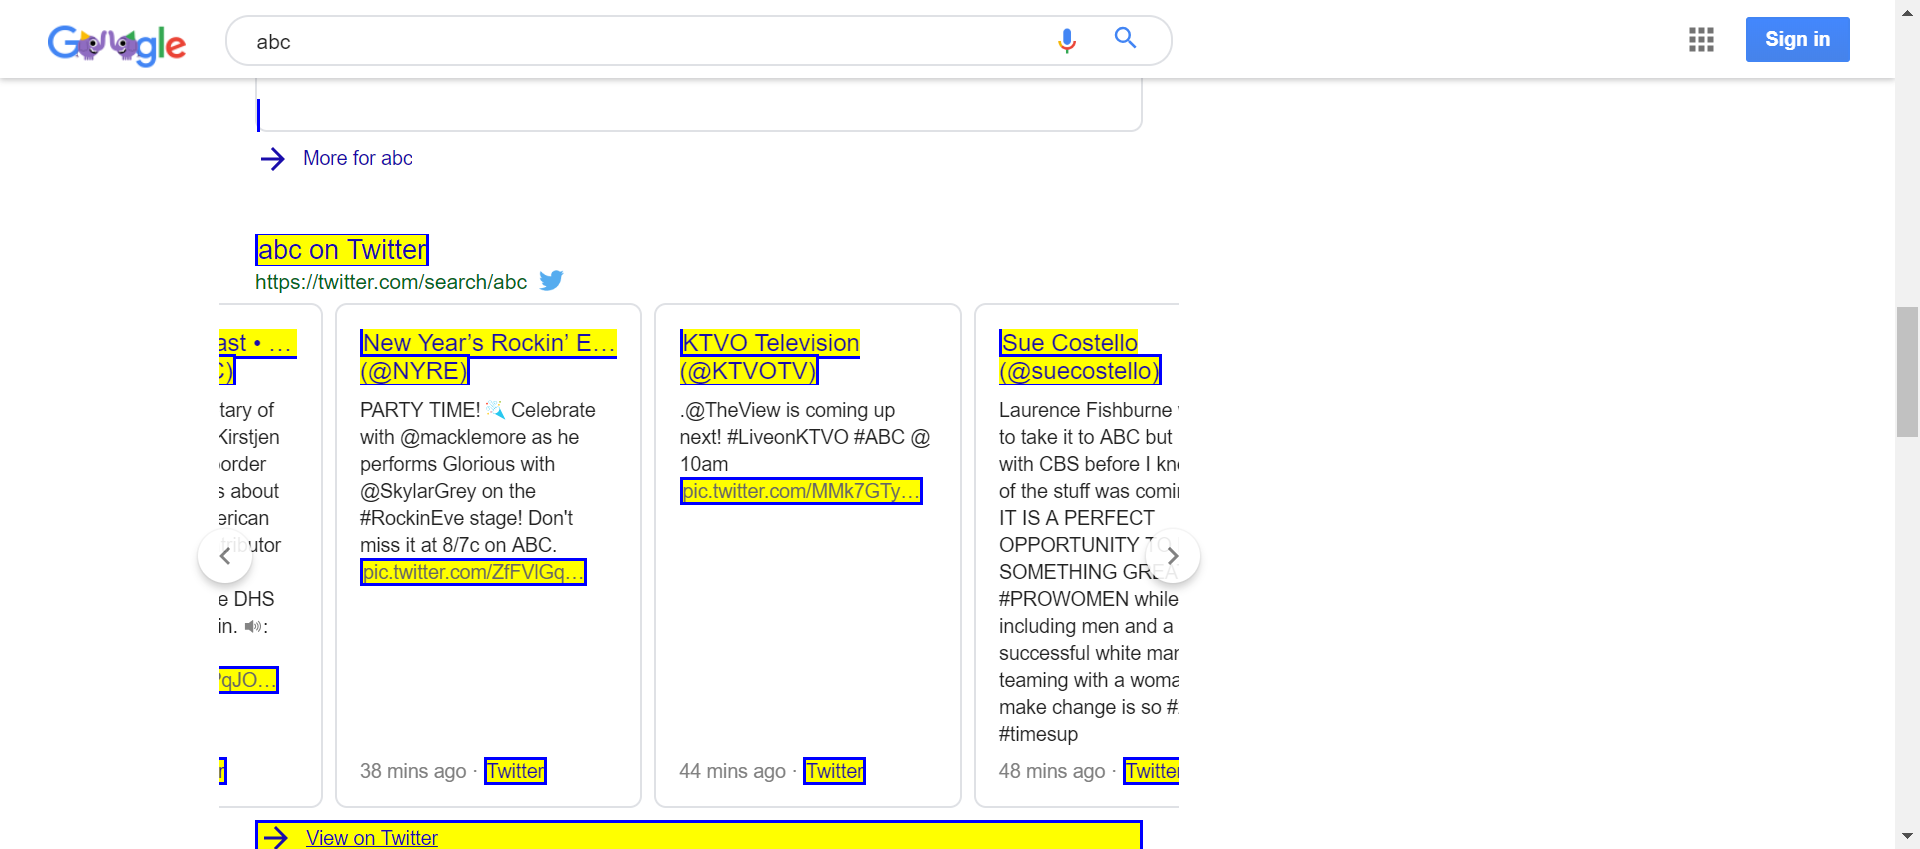 Google
abc
Sign in
More for abc
abc on Twitter
https://twitter.com/search/abc
ast • …
C)
tary of
Kirstjen
order
s about
erican
tributor
e DHS
in. 🔊:
qJO…
New Year’s Rockin’ E…
(@NYRE)
PARTY TIME! 🎉 Celebrate
with @macklemore as he
performs Glorious with
@SkylarGrey on the
#RockinEve stage! Don't
miss it at 8/7c on ABC.
pic.twitter.com/ZfFVlGq…
38 mins ago · Twitter
KTVO Television
(@KTVOTV)
.@TheView is coming up
next! #LiveonKTVO #ABC @
10am
pic.twitter.com/MMk7GTy…
44 mins ago · Twitter
Sue Costello
(@suecostello)
Laurence Fishburne
to take it to ABC but
with CBS before I kn
of the stuff was comi
IT IS A PERFECT
OPPORTUNITY TO
SOMETHING GREA
#PROWOMEN while
including men and a
successful white ma
teaming with a woma
make change is so #
#timesup
48 mins ago · Twitter
View on Twitter